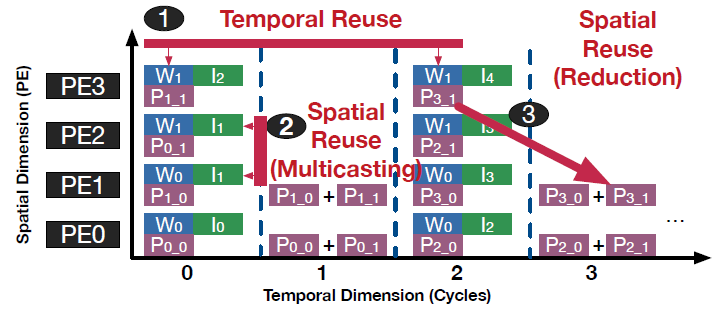 1 Temporal Reuse
Spatial
Reuse
(Reduction)
Spatial Dimension (PE)
PE3 W1 I2 W1 I4
P1_1 P3_1
3
PE2 W1 I1 W1 I3
P0_1 P2_1
2 Spatial
Reuse
(Multicasting)
PE1 W0 I1 W0 I3
P1_0 P1_0 + P1_1 P3_0 P3_0 + P3_1
PE0 W0 I0 W0 I2 ...
P0_0 P0_0 + P0_1 P2_0 P2_0 + P2_1
0 1 2 3
Temporal Dimension (Cycles)